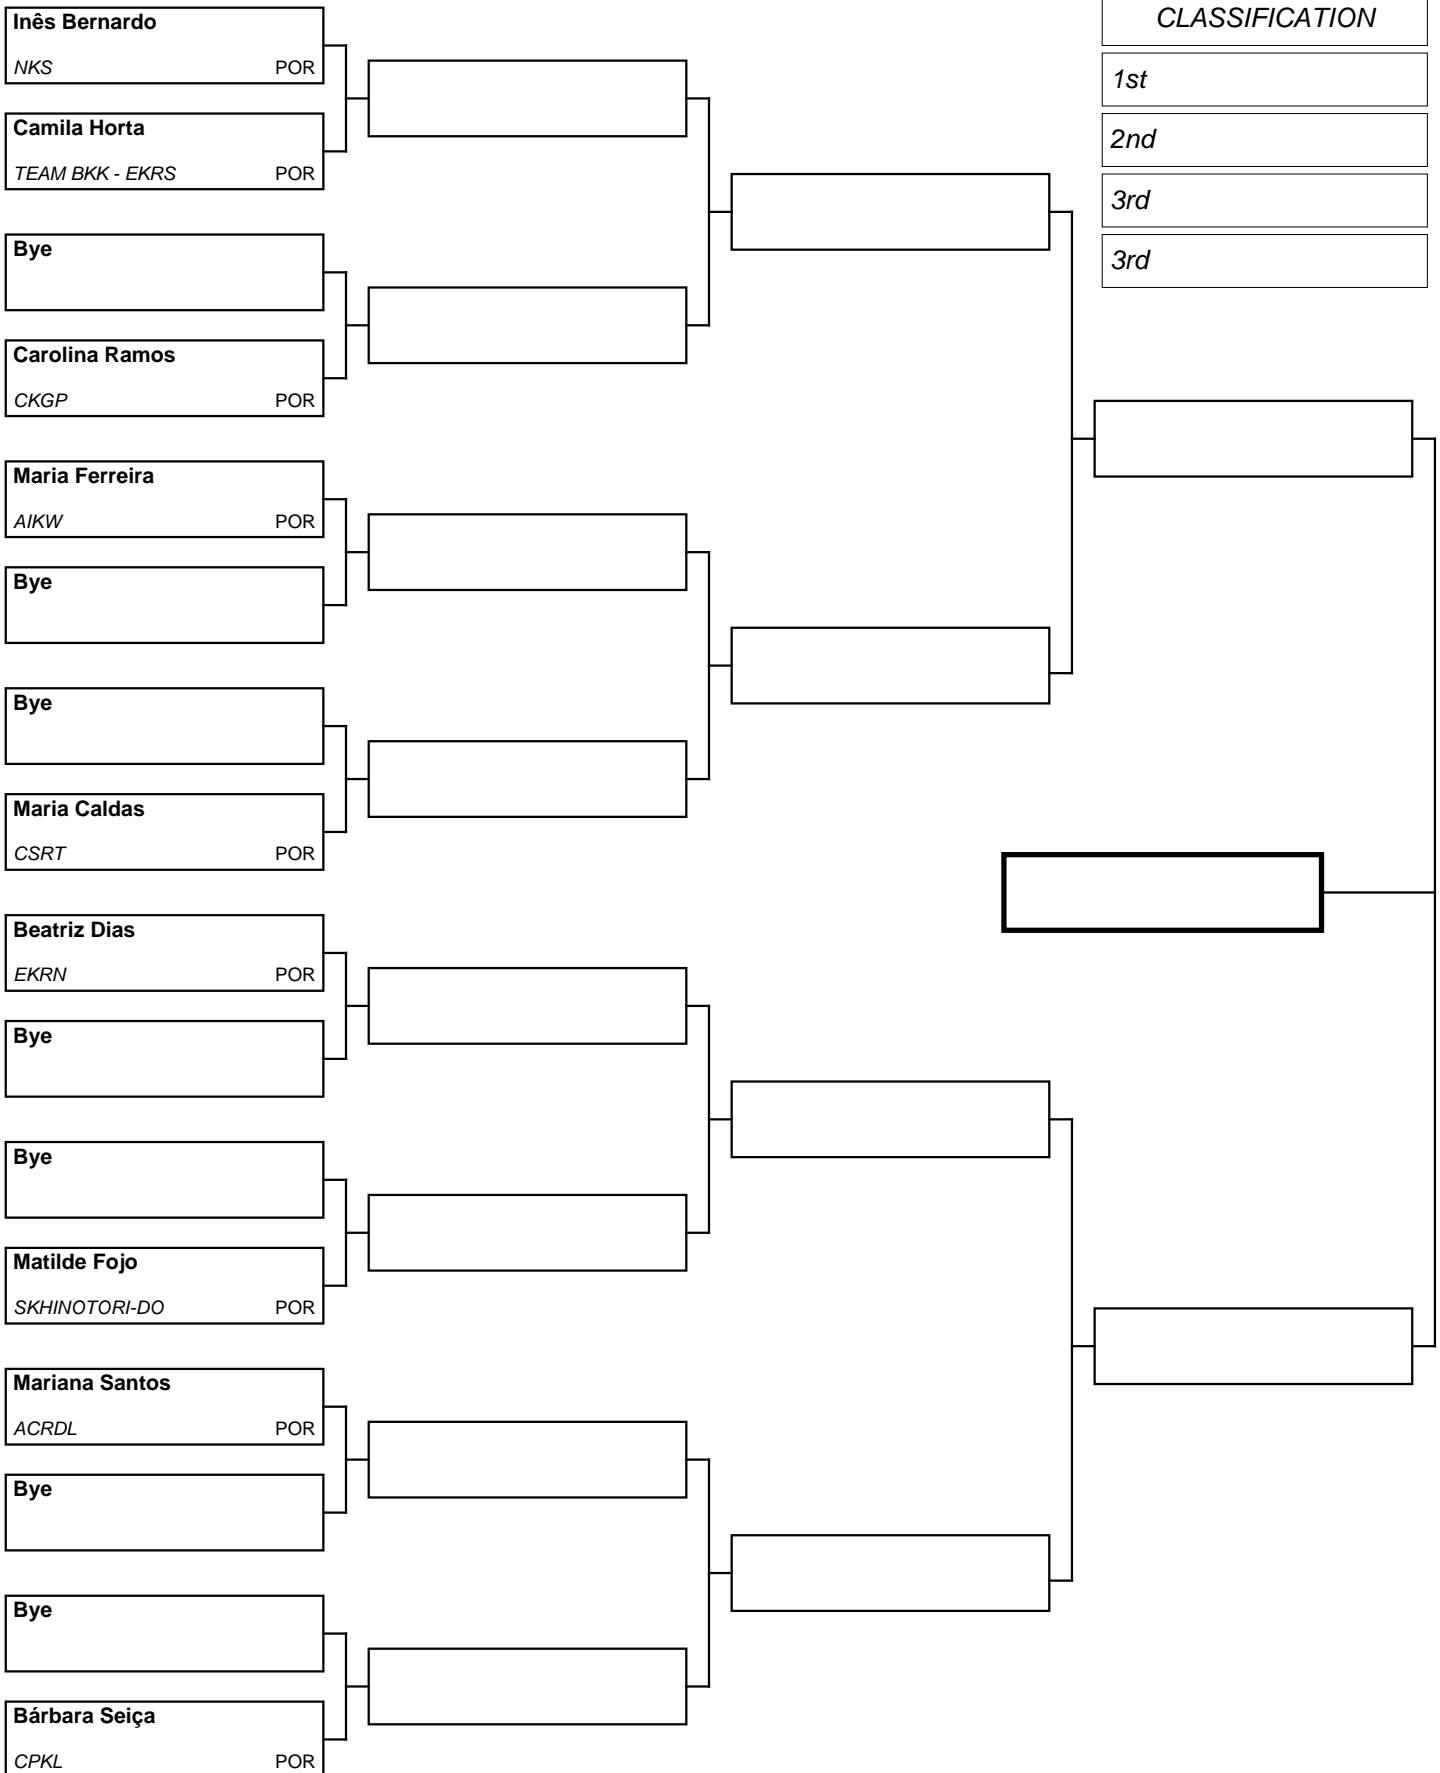 Inês Bernardo
NKS POR
Camila Horta
TEAM BKK - EKRS POR
Bye
Carolina Ramos
CKGP POR
Maria Ferreira
AIKW POR
Bye
Bye
Maria Caldas
CSRT POR
Beatriz Dias
EKRN POR
Bye
Bye
Matilde Fojo
SKHINOTORI-DO POR
Mariana Santos
ACRDL POR
Bye
Bye
Bárbara Seiça
CPKL POR
CLASSIFICATION
1st
2nd
3rd
3rd